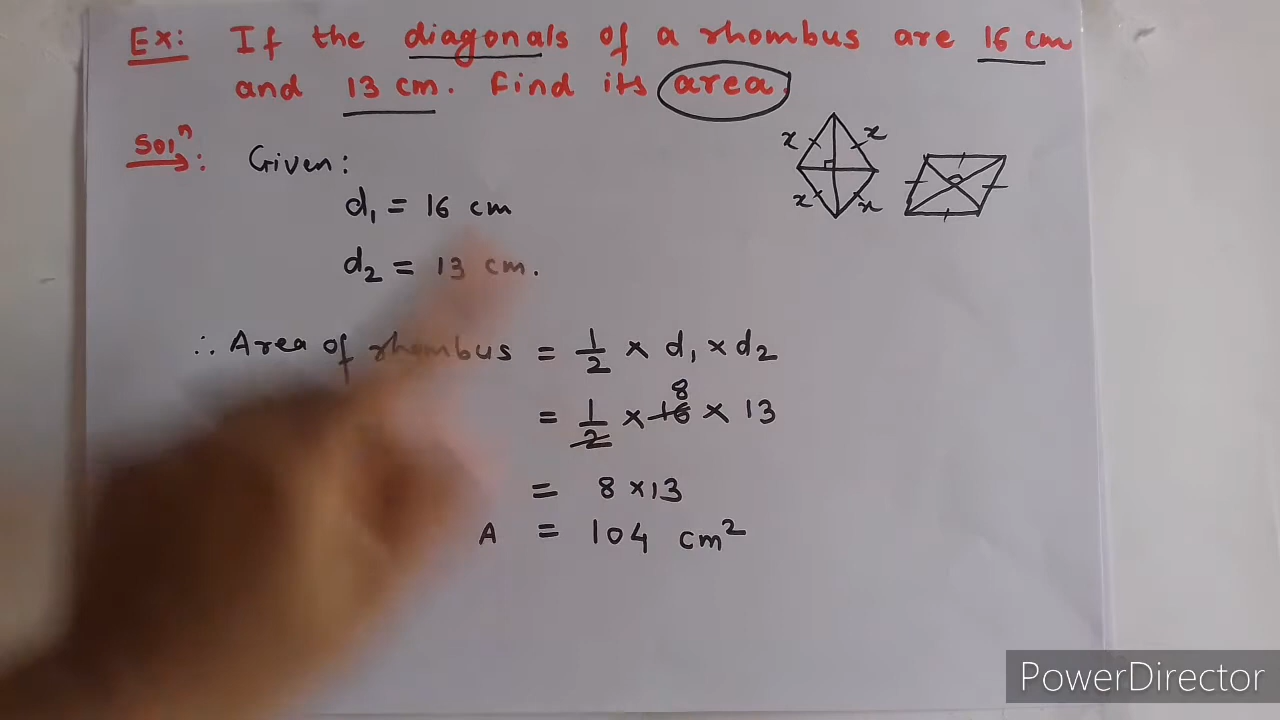 Ex: If the diagonals of a rhombus are 16 cm
and 13 cm. Find its area.
Solⁿ: Given:
d₁ = 16 cm
d₂ = 13 cm.
x x
x x
∴ Area of rhombus = 1/2 × d₁ × d₂
8
= 1/2 × 16 × 13
= 8 × 13
A = 104 cm²
PowerDirector